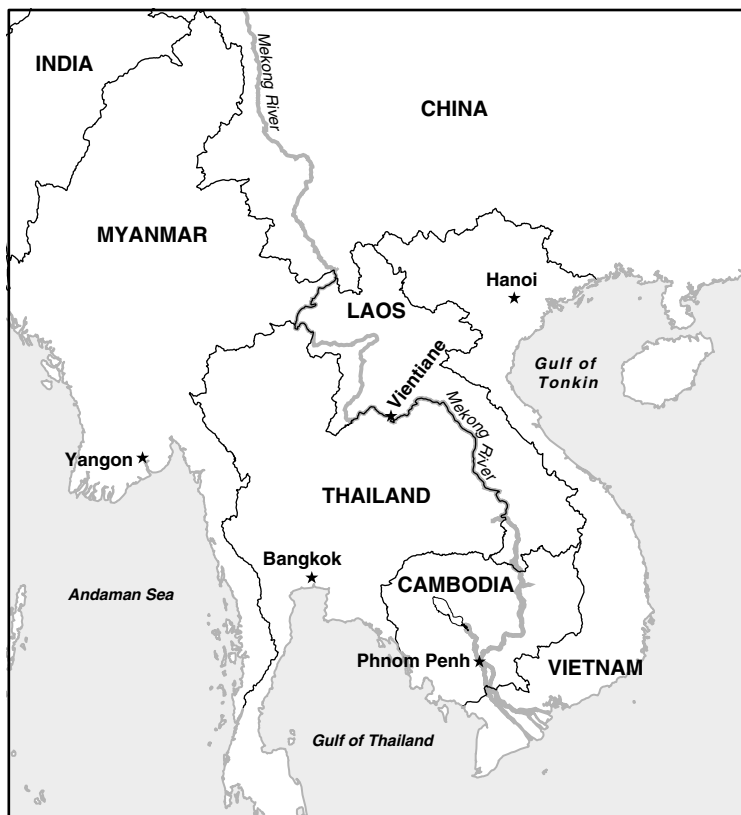 INDIA
Mekong River
CHINA
MYANMAR
Hanoi
LAOS
Gulf of
Tonkin
Vientiane
Mekong River
Yangon
THAILAND
Bangkok
CAMBODIA
Andaman Sea
Phnom Penh
VIETNAM
Gulf of Thailand